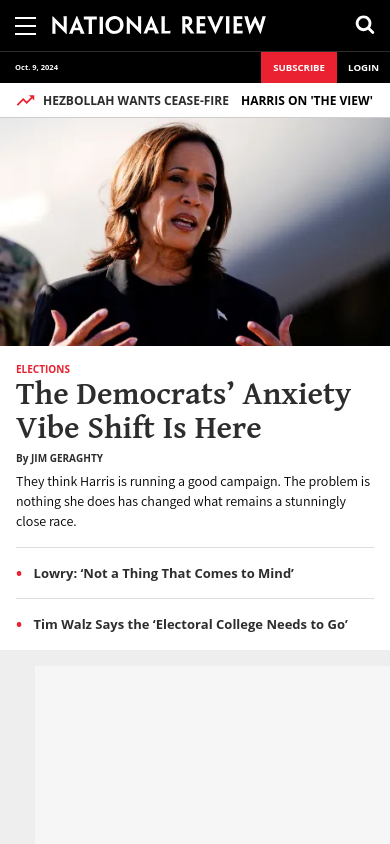 NATIONAL REVIEW
Oct. 9, 2024
SUBSCRIBE
LOGIN
HEZBOLLAH WANTS CEASE-FIRE
HARRIS ON 'THE VIEW'
ELECTIONS
The Democrats’ Anxiety
Vibe Shift Is Here
By JIM GERAGHTY
They think Harris is running a good campaign. The problem is
nothing she does has changed what remains a stunningly
close race.
Lowry: ‘Not a Thing That Comes to Mind’
Tim Walz Says the ‘Electoral College Needs to Go’